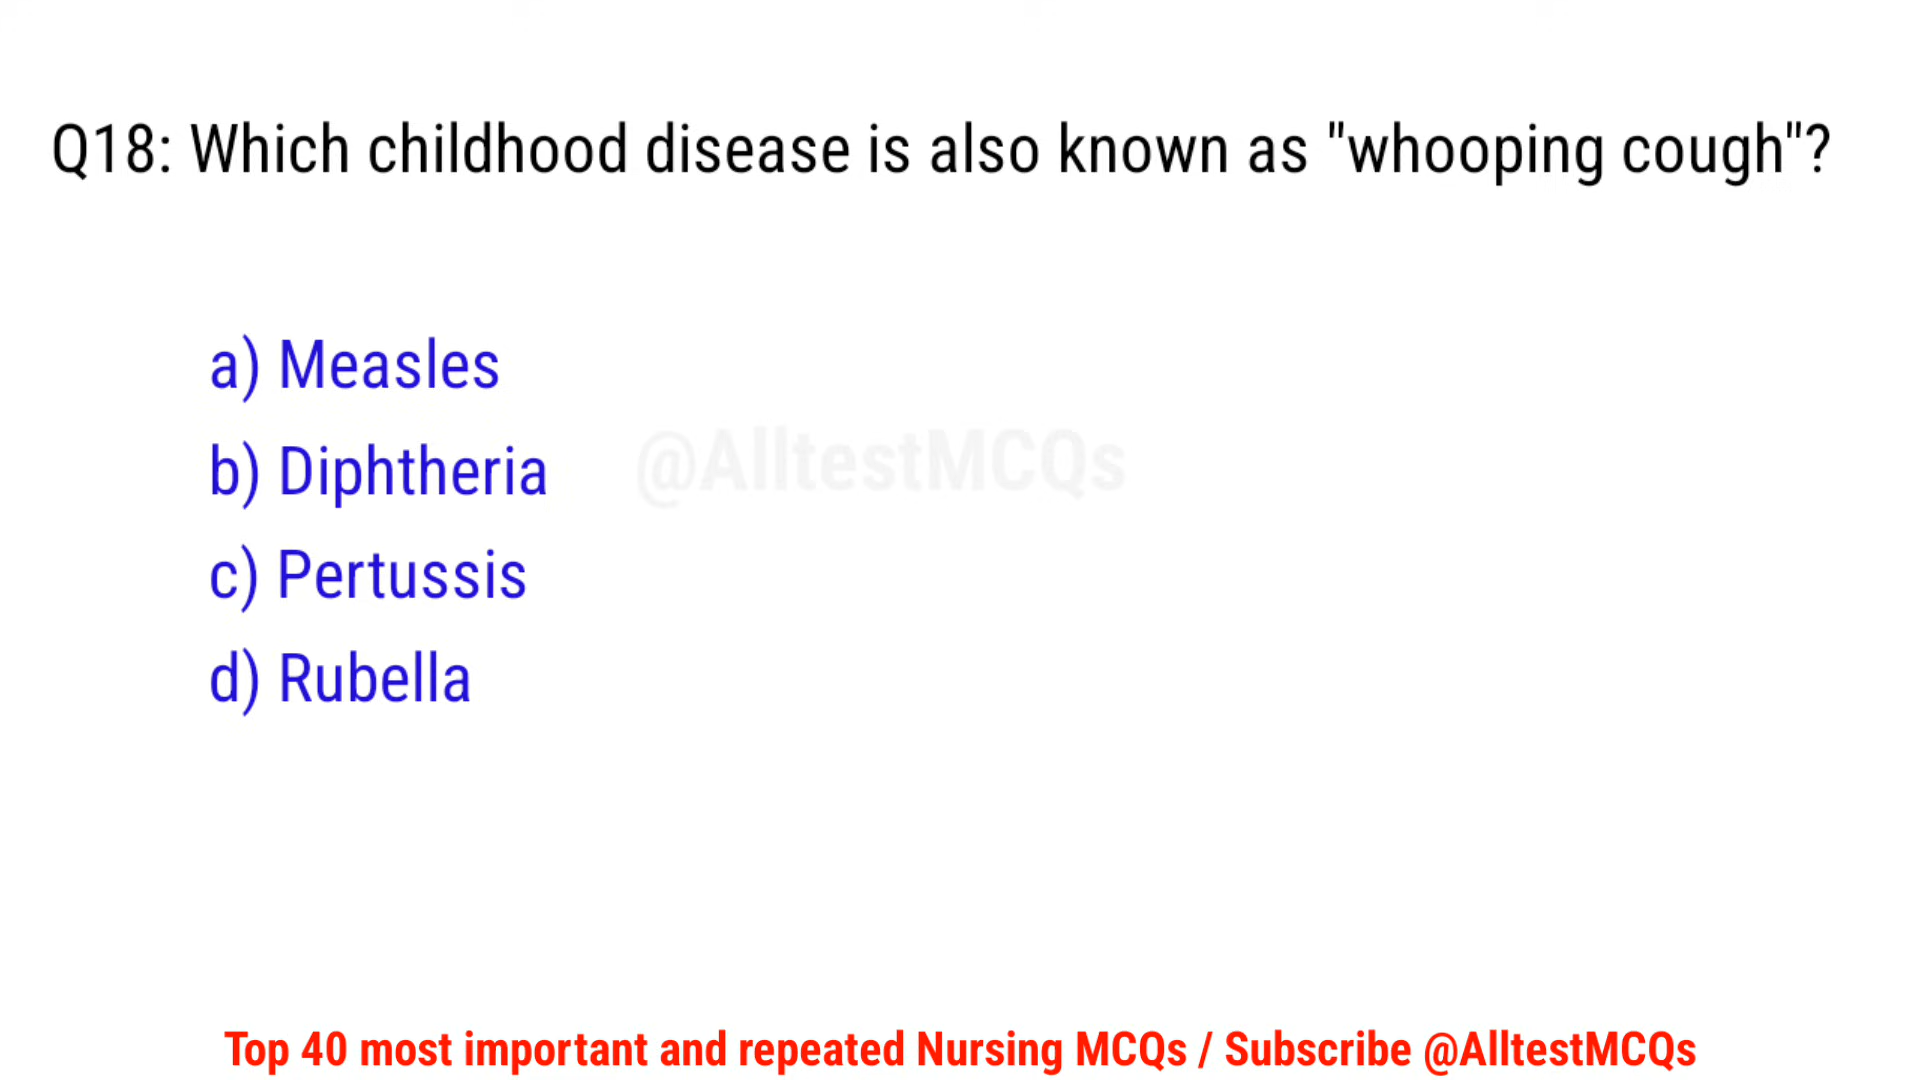 Q18: Which childhood disease is also known as "whooping cough"?
a) Measles
@AlltestMCQs
b) Diphtheria
c) Pertussis
d) Rubella
Top 40 most important and repeated Nursing MCQs / Subscribe @AlltestMCQs